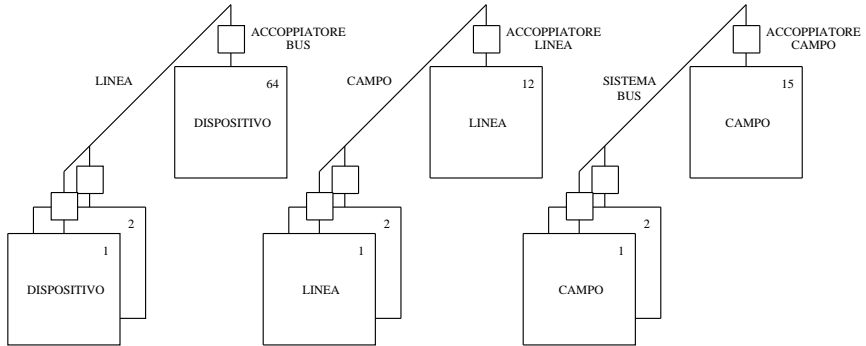 ACCOPPIATORE
BUS
LINEA
64
DISPOSITIVO
2
1
DISPOSITIVO
ACCOPPIATORE
LINEA
CAMPO
12
LINEA
2
1
LINEA
ACCOPPIATORE
CAMPO
SISTEMA
BUS
15
CAMPO
2
1
CAMPO